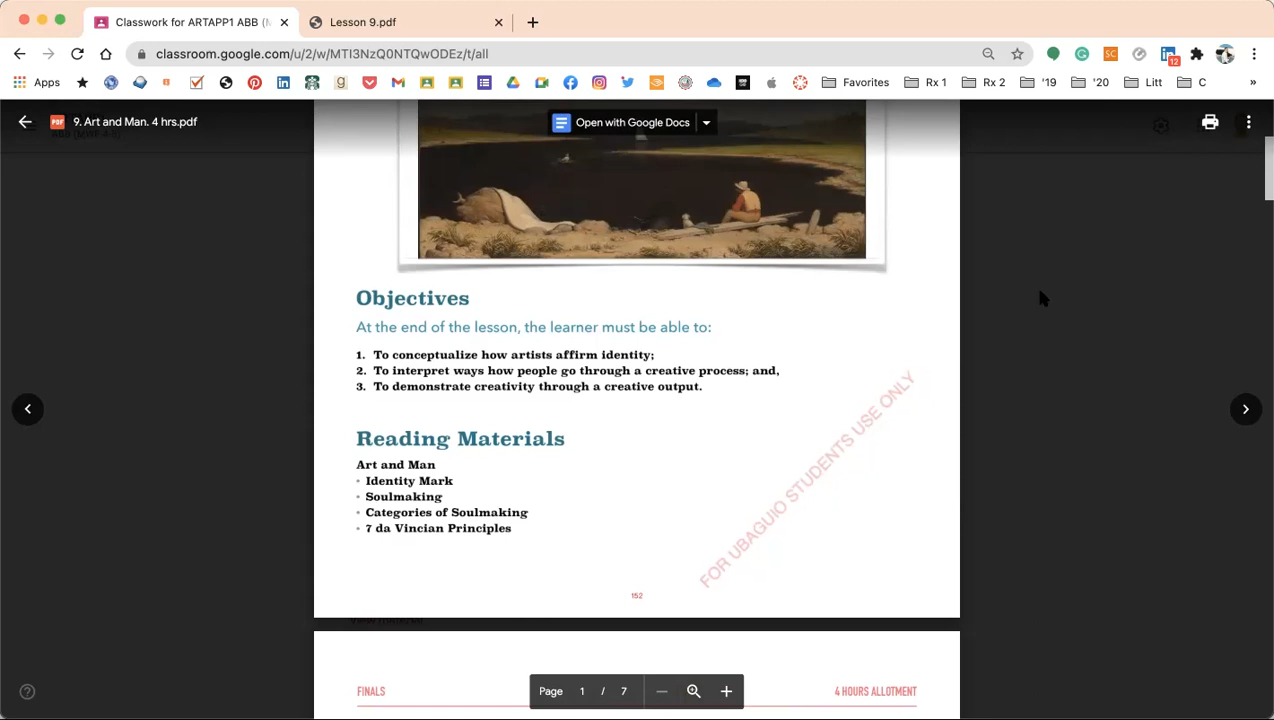 Classwork for ARTAPP1 ABB (M
Lesson 9.pdf
classroom.google.com/u/2/w/MTI3NzQ0NTQwODEz/t/all
12
Apps
Favorites
Rx 1
Rx 2
'19
'20
Litt
C
»
PDF
9. Art and Man. 4 hrs.pdf
Open with Google Docs
Objectives
At the end of the lesson, the learner must be able to:
1. To conceptualize how artists affirm identity;
2. To interpret ways how people go through a creative process; and,
3. To demonstrate creativity through a creative output.
Reading Materials
Art and Man
• Identity Mark
• Soulmaking
• Categories of Soulmaking
• 7 da Vincian Principles
FOR UBAGUIO STUDENTS USE ONLY
152
FINALS
4 HOURS ALLOTMENT
Page 1 / 7